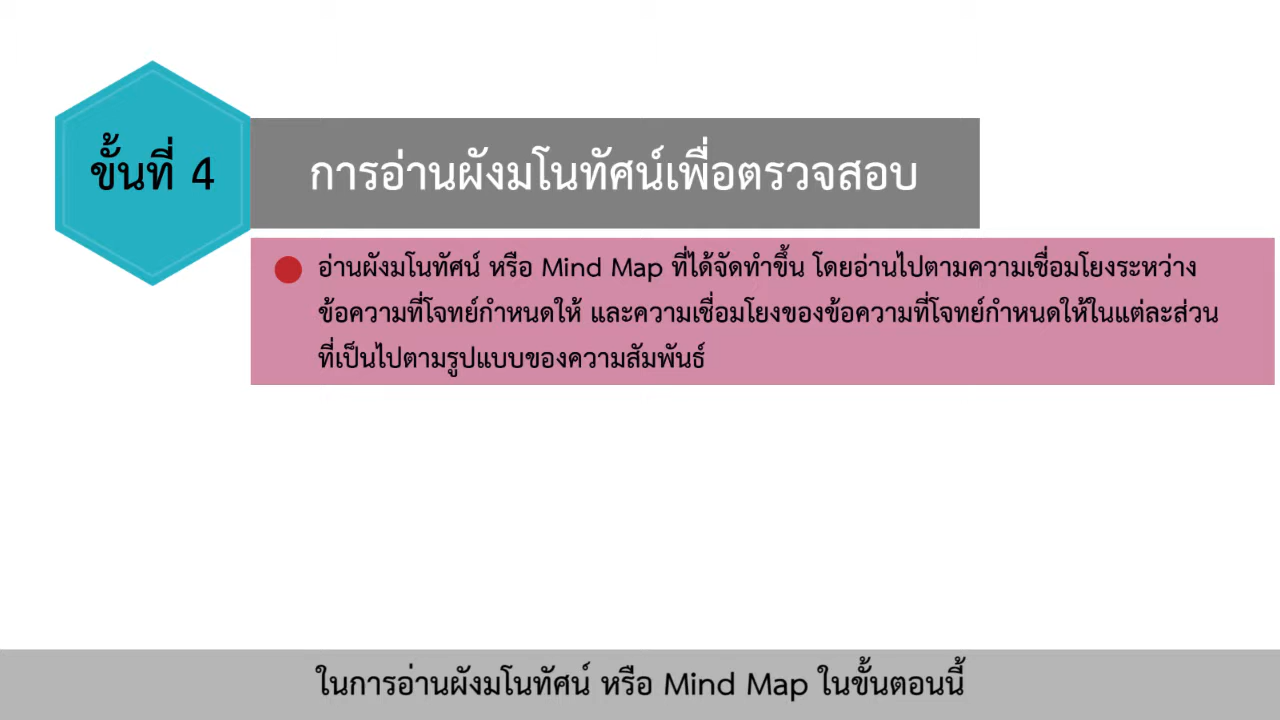 ขั้นที่ 4
การอ่านผังมโนทัศน์เพื่อตรวจสอบ
อ่านผังมโนทัศน์ หรือ Mind Map ที่ได้จัดทำขึ้น โดยอ่านไปตามความเชื่อมโยงระหว่าง
ข้อความที่โจทย์กำหนดให้ และความเชื่อมโยงของข้อความที่โจทย์กำหนดให้ในแต่ละส่วน
ที่เป็นไปตามรูปแบบของความสัมพันธ์
ในการอ่านผังมโนทัศน์ หรือ Mind Map ในขั้นตอนนี้